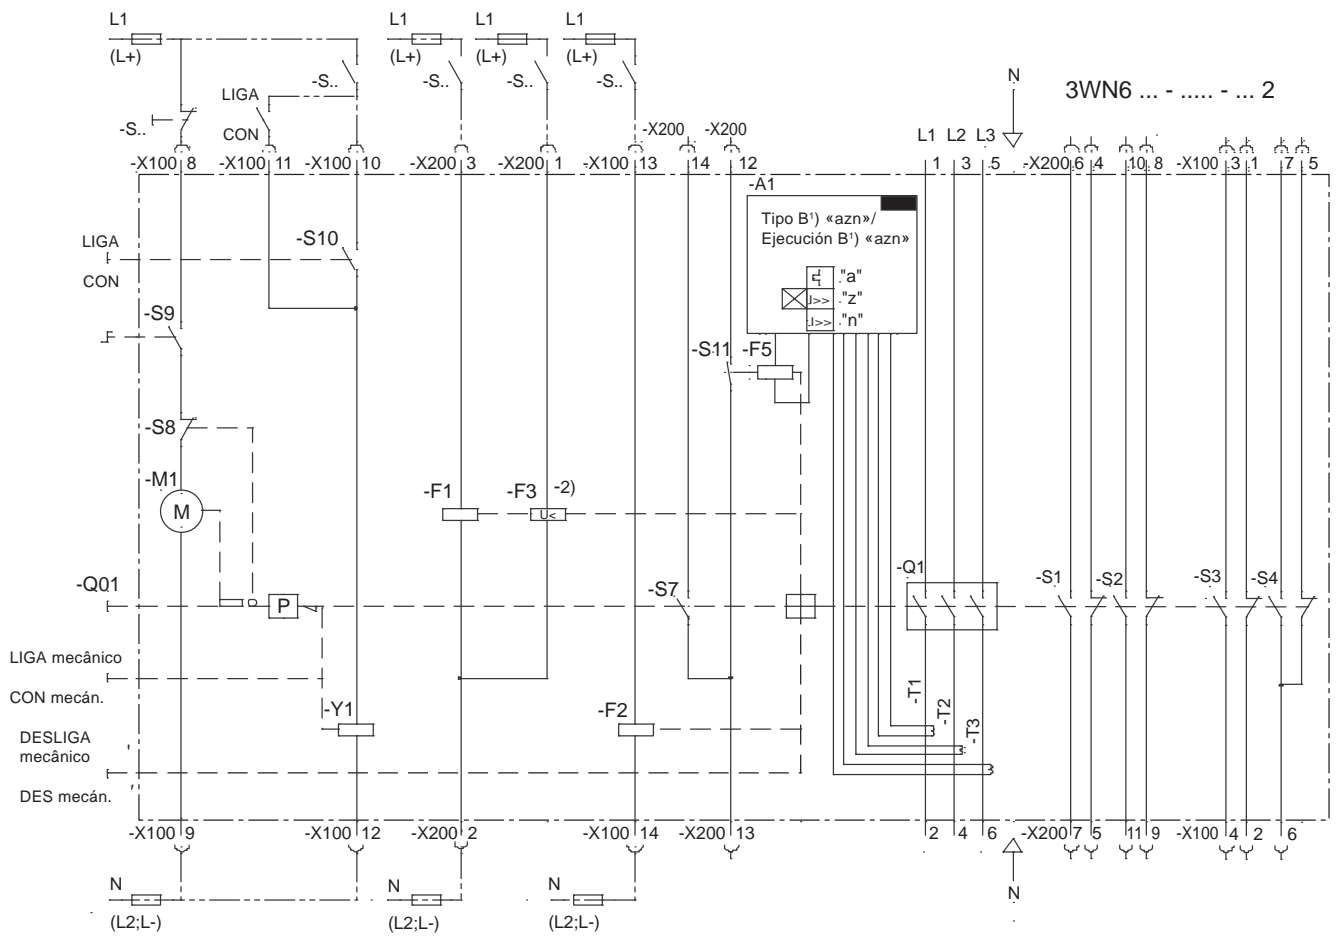 L1 L1 L1 L1
(L+) (L+) (L+) (L+)
N
3WN6 ... - ..... - ... 2
-S.. -S.. -S.. -S..
LIGA
-S.. CON
-X200 -X200
L1 L2 L3
-X100 8 -X100 11 -X100 10 -X200 3 -X200 1 -X100 13 14 12 1 3 5 -X200 6 4 10 8 -X100 3 1 7 5
-A1
Tipo B¹) «azn»/
Ejecución B¹) «azn»
"a"
I>> "z"
I>> "n"
LIGA -S10
CON
-S9
-S11 -F5
-S8
-M1
M
-F1 -F3 -2)
U<
-Q01
P
-S7
-Q1
-S1 -S2 -S3 -S4
LIGA mecânico
CON mecán.
-T1
-T2
-T3
-Y1 -F2
DESLIGA
mecânico
DES mecán.
-X100 9 -X100 12 -X200 2 -X100 14 -X200 13 2 4 6 -X200 7 5 11 9 -X100 4 2 6
N N N N
(L2;L-) (L2;L-) (L2;L-)